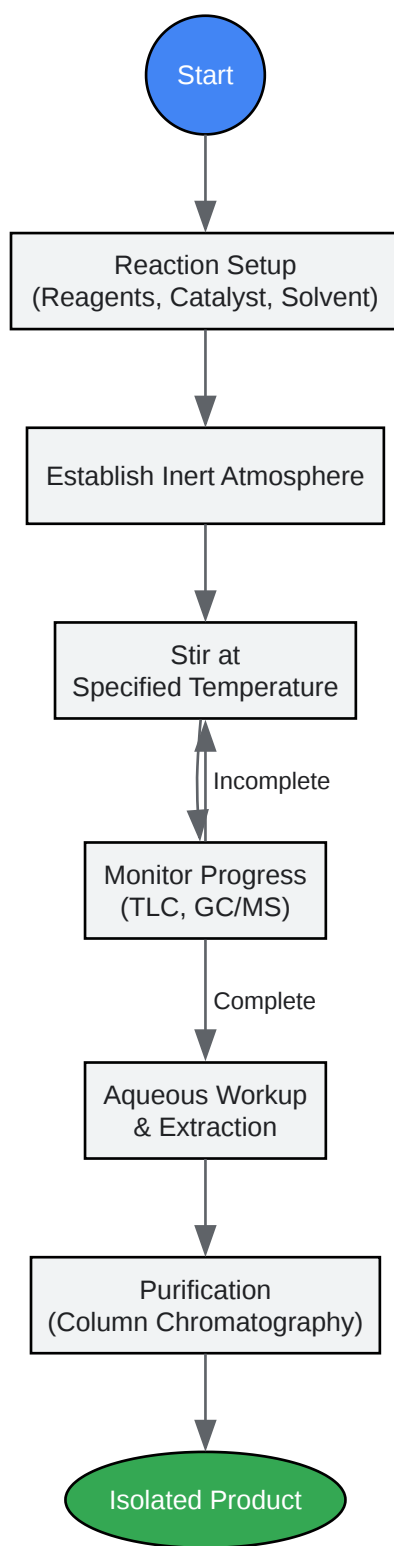 Start
Reaction Setup
(Reagents, Catalyst, Solvent)
Establish Inert Atmosphere
Stir at
Specified Temperature
Incomplete
Monitor Progress
(TLC, GC/MS)
Complete
Aqueous Workup
& Extraction
Purification
(Column Chromatography)
Isolated Product